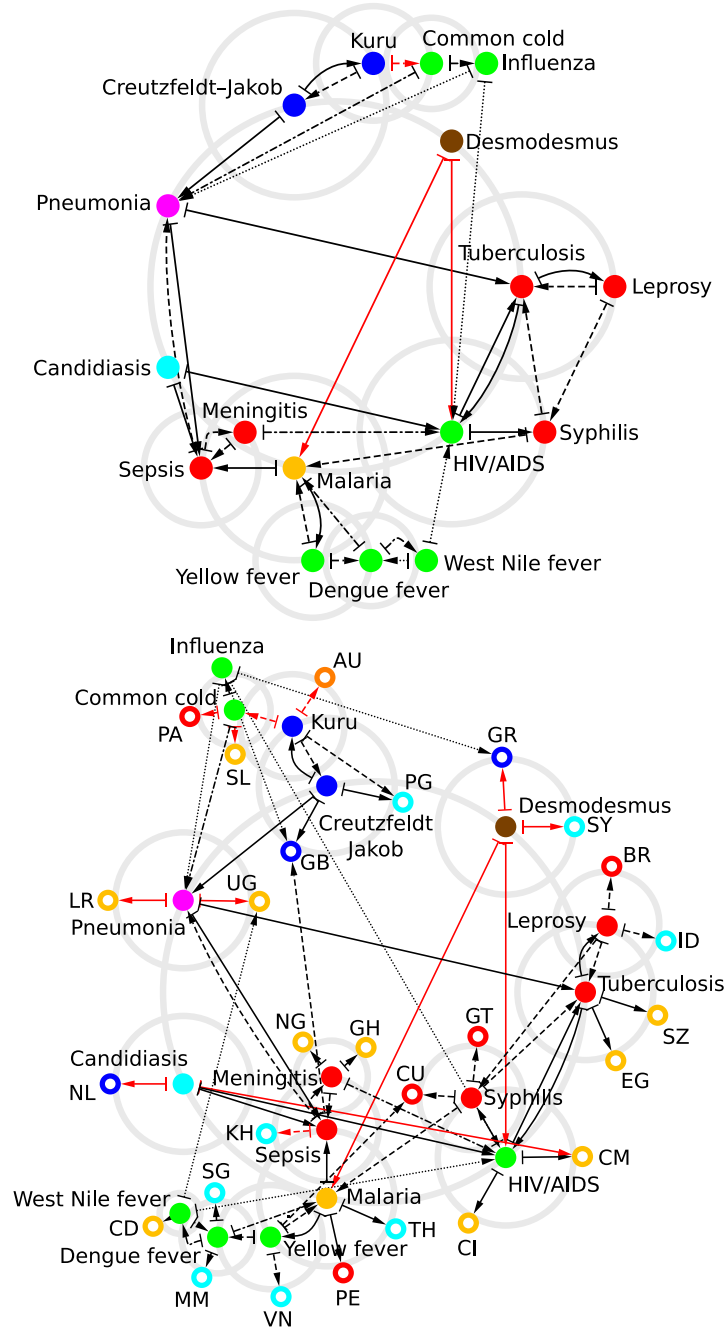 Common cold
Kuru
Influenza
Creutzfeldt–Jakob
Desmodesmus
Pneumonia
Tuberculosis
Leprosy
Candidiasis
Meningitis
Syphilis
HIV/AIDS
Sepsis
Malaria
West Nile fever
Yellow fever
Dengue fever
Influenza
AU
Common cold
Kuru
PA
GR
SL
PG
Desmodesmus
SY
Creutzfeldt
Jakob
GB
BR
LR
UG
Pneumonia
Leprosy
ID
Tuberculosis
NG
GH
GT
SZ
Candidiasis
Meningitis
CU
EG
NL
Syphilis
KH
Sepsis
CM
HIV/AIDS
SG
West Nile fever
Malaria
CD
TH
CI
Dengue fever
Yellow fever
MM
VN
PE